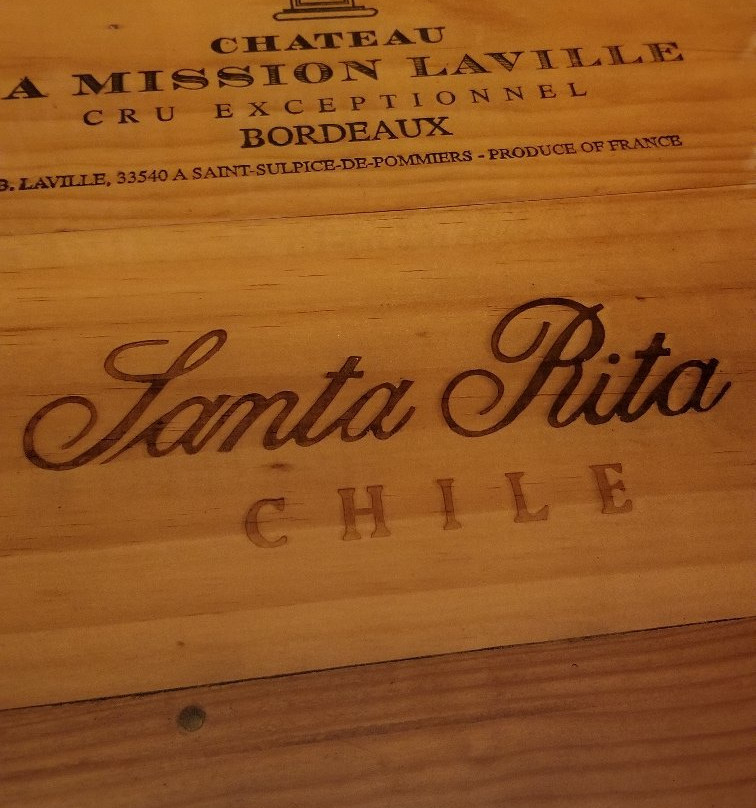 CHATEAU
A MISSION LAVILLE
CRU EXCEPTIONNEL
BORDEAUX
B. LAVILLE, 33540 A SAINT-SULPICE-DE-POMMIERS - PRODUCE OF FRANCE
Santa Rita
CHILE